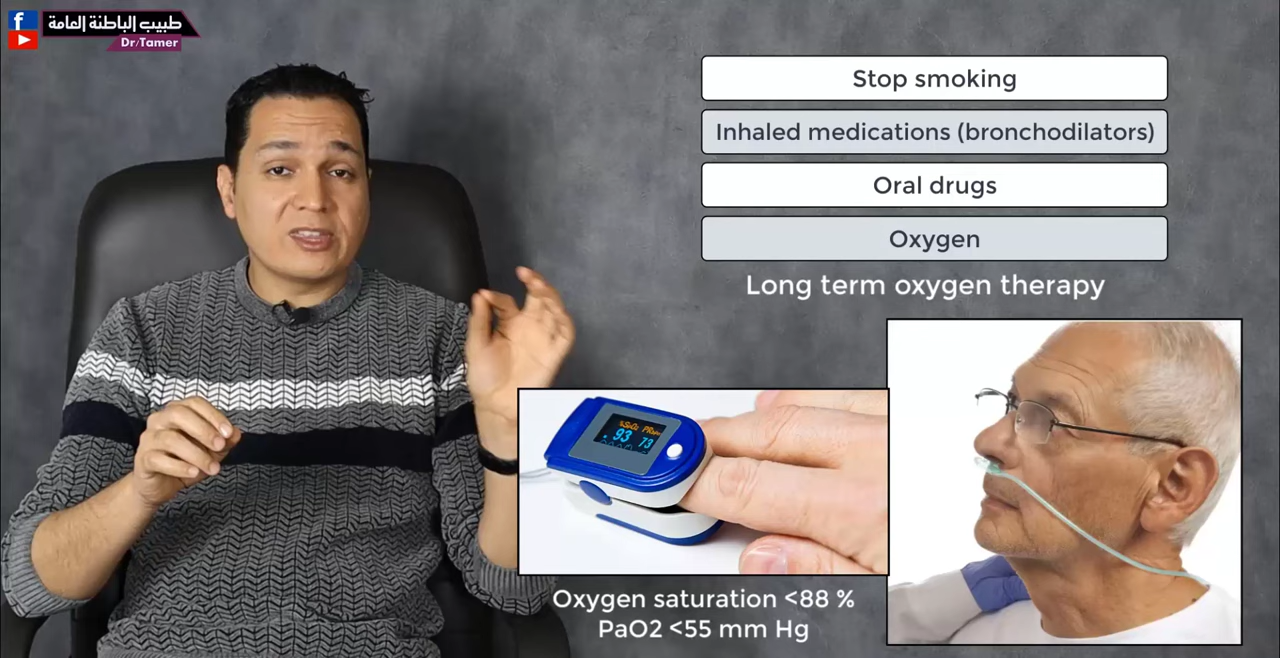 f
طبيب الباطنة العامة
Dr/Tamer
Stop smoking
Inhaled medications (bronchodilators)
Oral drugs
Oxygen
Long term oxygen therapy
%SpO2 PRbpm
93 73
Oxygen saturation <88 %
PaO2 <55 mm Hg